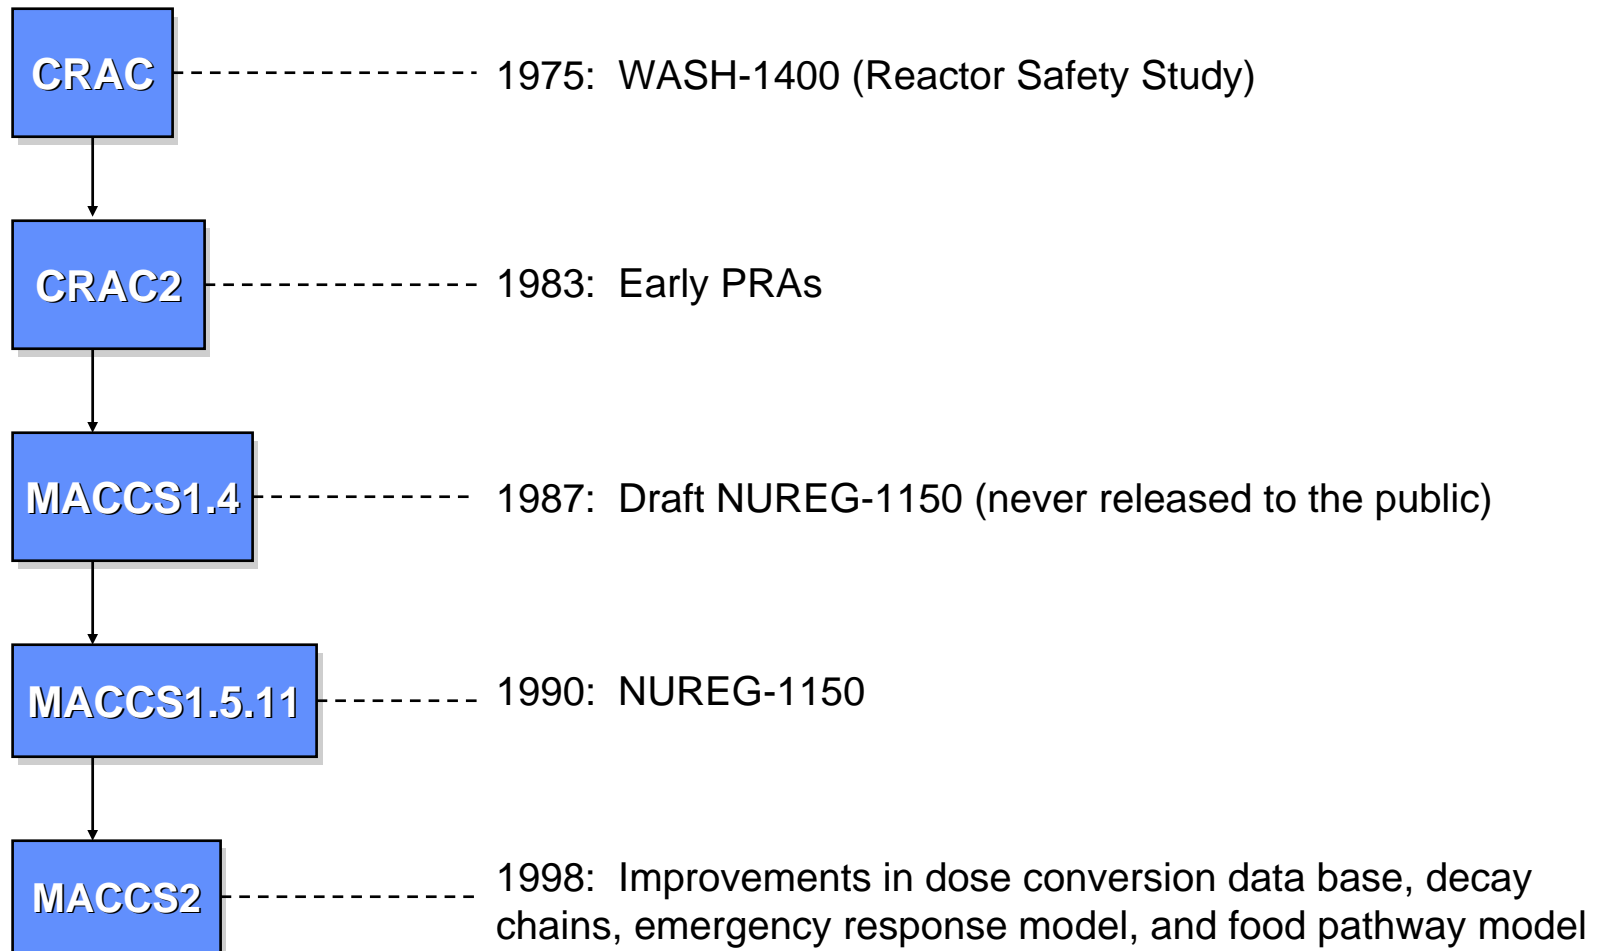 CRAC
1975:  WASH-1400 (Reactor Safety Study)
CRAC2
1983:  Early PRAs
MACCS1.4
1987:  Draft NUREG-1150 (never released to the public)
MACCS1.5.11
1990:  NUREG-1150
MACCS2
1998:  Improvements in dose conversion data base, decay
chains, emergency response model, and food pathway model